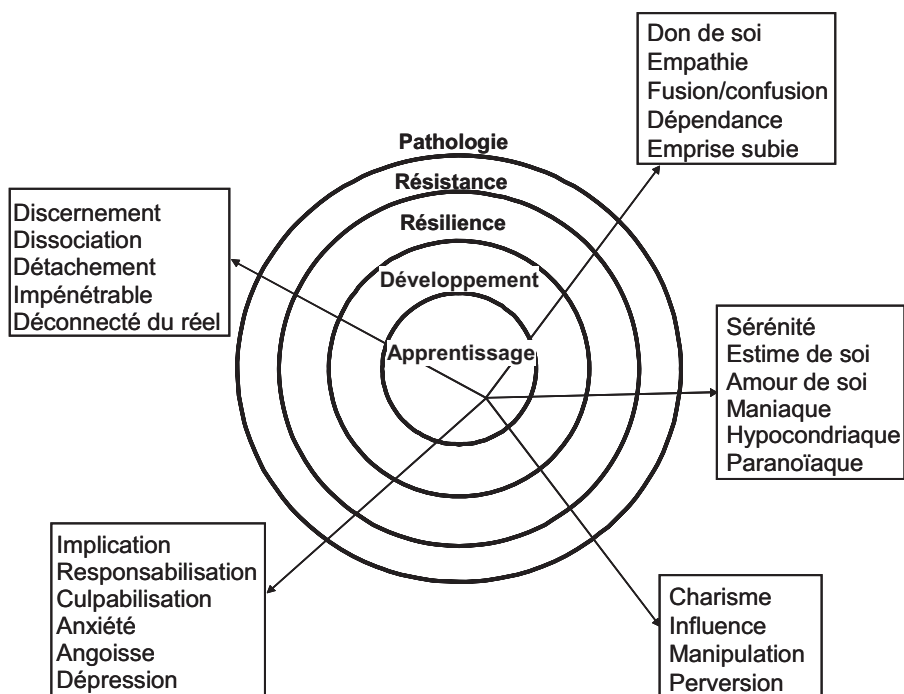 Don de soi
Empathie
Fusion/confusion
Dépendance
Emprise subie
Pathologie
Résistance
Résilience
Développement
Apprentissage
Discernement
Dissociation
Détachement
Impénétrable
Déconnecté du réel
Sérénité
Estime de soi
Amour de soi
Maniaque
Hypocondriaque
Paranoïaque
Implication
Responsabilisation
Culpabilisation
Anxiété
Angoisse
Dépression
Charisme
Influence
Manipulation
Perversion